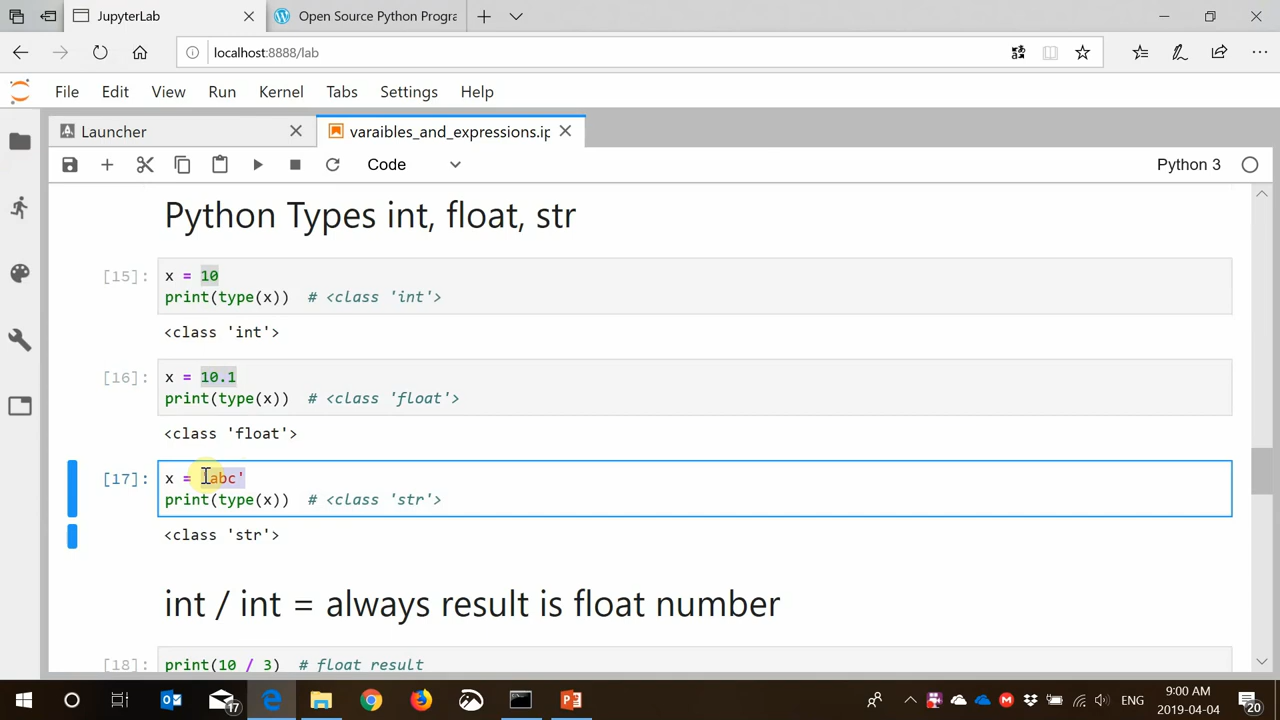 JupyterLab
Open Source Python Progra
localhost:8888/lab
File Edit View Run Kernel Tabs Settings Help
Launcher
varaibles_and_expressions.ip
Code
Python 3
Python Types int, float, str
[15]:
x = 10
print(type(x))  # <class 'int'>
<class 'int'>
[16]:
x = 10.1
print(type(x))  # <class 'float'>
<class 'float'>
[17]:
x = 'abc'
print(type(x))  # <class 'str'>
<class 'str'>
int / int = always result is float number
[18]:
print(10 / 3)  # float result
17
ENG
9:00 AM
2019-04-04
20